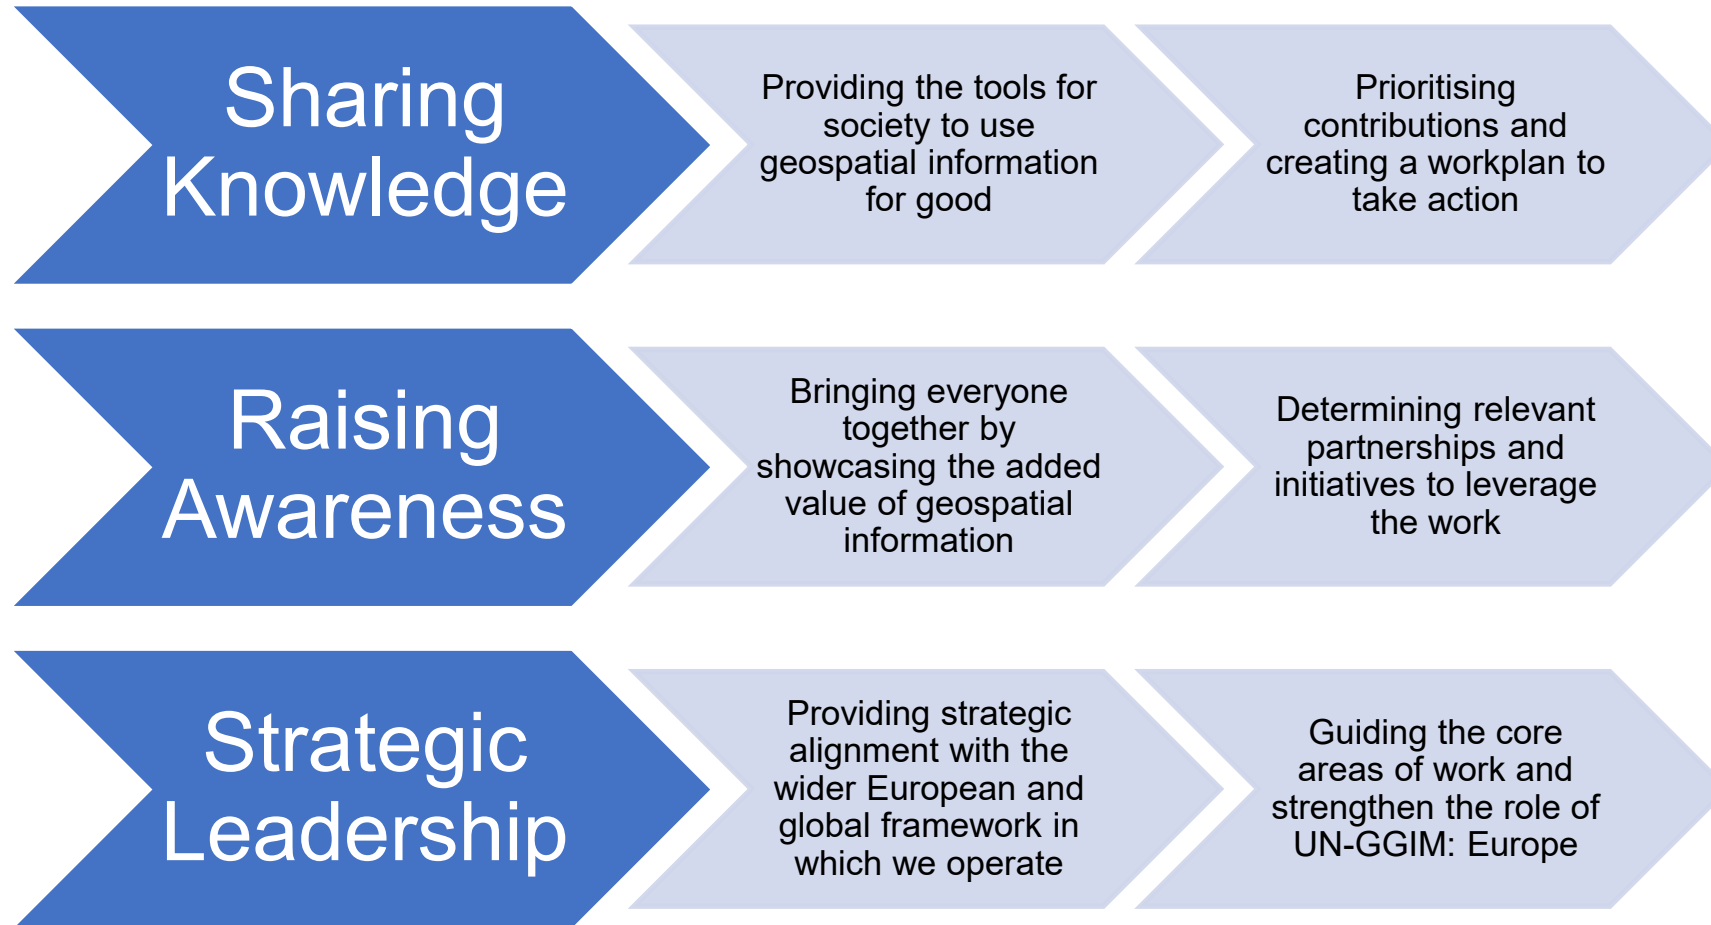 Sharing
Knowledge
Providing the tools for
society to use
geospatial information
for good
Prioritising
contributions and
creating a workplan to
take action
Raising
Awareness
Bringing everyone
together by
showcasing the added
value of geospatial
information
Determining relevant
partnerships and
initiatives to leverage
the work
Strategic
Leadership
Providing strategic
alignment with the
wider European and
global framework in
which we operate
Guiding the core
areas of work and
strengthen the role of
UN-GGIM: Europe